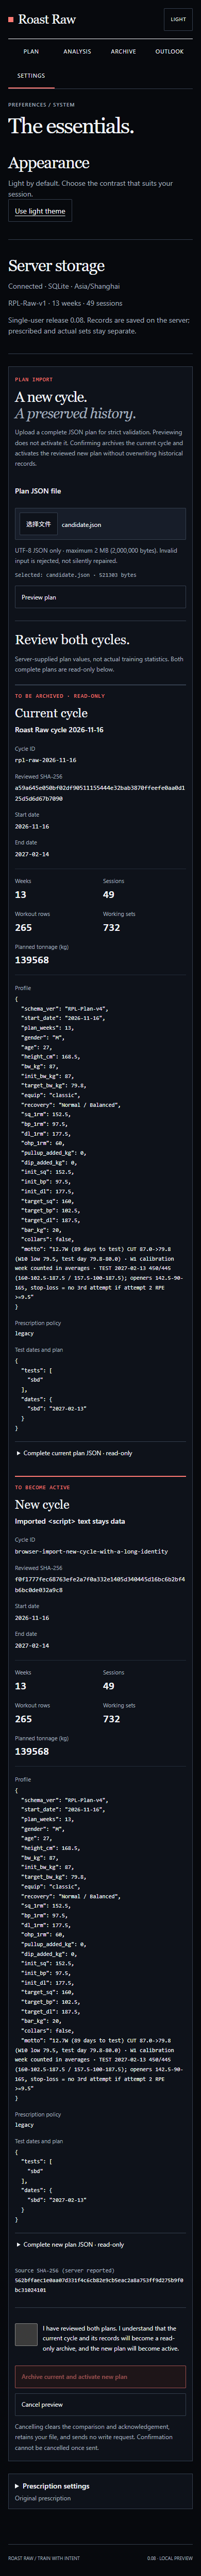 Roast Raw
LIGHT
PLAN ANALYSIS ARCHIVE OUTLOOK
SETTINGS
PREFERENCES / SYSTEM
The essentials.
Appearance
Light by default. Choose the contrast that suits your
session.
Use light theme
Server storage
Connected · SQLite · Asia/Shanghai
RPL-Raw-v1 · 13 weeks · 49 sessions
Single-user release 0.08. Records are saved on the server;
prescribed and actual sets stay separate.
PLAN IMPORT
A new cycle.
A preserved history.
Upload a complete JSON plan for strict validation. Previewing
does not activate it. Confirming archives the current cycle and
activates the reviewed new plan without overwriting historical
records.
Plan JSON file
选择文件 candidate.json
UTF-8 JSON only · maximum 2 MB (2,000,000 bytes). Invalid
input is rejected, not silently repaired.
Selected: candidate.json · 521303 bytes
Preview plan
Review both cycles.
Server-supplied plan values, not actual training statistics. Both
complete plans are read-only below.
TO BE ARCHIVED · READ-ONLY
Current cycle
Roast Raw cycle 2026-11-16
Cycle ID
rpl-raw-2026-11-16
Reviewed SHA-256
Start date
2026-11-16
End date
2027-02-14
Weeks Sessions
13 49
Workout rows Working sets
265 732
Planned tonnage (kg)
139568
Profile
{
"schema_ver": "RPL-Plan-v4",
"start_date": "2026-11-16",
"plan_weeks": 13,
"gender": "M",
"age": 27,
"height_cm": 168.5,
"bw_kg": 87,
"init_bw_kg": 87,
"target_bw_kg": 79.8,
"equip": "classic",
"recovery": "Normal / Balanced",
"sq_1rm": 152.5,
"bp_1rm": 97.5,
"dl_1rm": 177.5,
"ohp_1rm": 60,
"pullup_added_kg": 0,
"dip_added_kg": 0,
"init_sq": 152.5,
"init_bp": 97.5,
"init_dl": 177.5,
"target_sq": 160,
"target_bp": 102.5,
"target_dl": 187.5,
"bar_kg": 20,
"collars": false,
"motto": "12.7W (89 days to test) CUT 87.0->79.8
(W10 low 79.5, test day 79.8-80.0) · W1 calibration
week counted in averages · TEST 2027-02-13 450/445
(160-102.5-187.5 / 157.5-100-187.5); openers 142.5-90-
165, stop-loss = no 3rd attempt if attempt 2 RPE
>=9.5"
}
Prescription policy
legacy
Test dates and plan
{
"tests": [
"sbd"
],
"dates": {
"sbd": "2027-02-13"
}
}
▶ Complete current plan JSON · read-only
TO BECOME ACTIVE
New cycle
Imported <script> text stays data
Cycle ID
browser-import-new-cycle-with-a-long-identity
Reviewed SHA-256
Start date
2026-11-16
End date
2027-02-14
Weeks Sessions
13 49
Workout rows Working sets
265 732
Planned tonnage (kg)
139568
Profile
{
"schema_ver": "RPL-Plan-v4",
"start_date": "2026-11-16",
"plan_weeks": 13,
"gender": "M",
"age": 27,
"height_cm": 168.5,
"bw_kg": 87,
"init_bw_kg": 87,
"target_bw_kg": 79.8,
"equip": "classic",
"recovery": "Normal / Balanced",
"sq_1rm": 152.5,
"bp_1rm": 97.5,
"dl_1rm": 177.5,
"ohp_1rm": 60,
"pullup_added_kg": 0,
"dip_added_kg": 0,
"init_sq": 152.5,
"init_bp": 97.5,
"init_dl": 177.5,
"target_sq": 160,
"target_bp": 102.5,
"target_dl": 187.5,
"bar_kg": 20,
"collars": false,
"motto": "12.7W (89 days to test) CUT 87.0->79.8
(W10 low 79.5, test day 79.8-80.0) · W1 calibration
week counted in averages · TEST 2027-02-13 450/445
(160-102.5-187.5 / 157.5-100-187.5); openers 142.5-90-
165, stop-loss = no 3rd attempt if attempt 2 RPE
>=9.5"
}
Prescription policy
legacy
Test dates and plan
{
"tests": [
"sbd"
],
"dates": {
"sbd": "2027-02-13"
}
}
▶ Complete new plan JSON · read-only
Source SHA-256 (server reported)
I have reviewed both plans. I understand that the
current cycle and its records will become a read-
only archive, and the new plan will become active.
Archive current and activate new plan
Cancel preview
Cancelling clears the comparison and acknowledgement,
retains your file, and sends no write request. Confirmation
cannot be cancelled once sent.
▶ Prescription settings
Original prescription
ROAST RAW / TRAIN WITH INTENT 0.08 · LOCAL PREVIEW